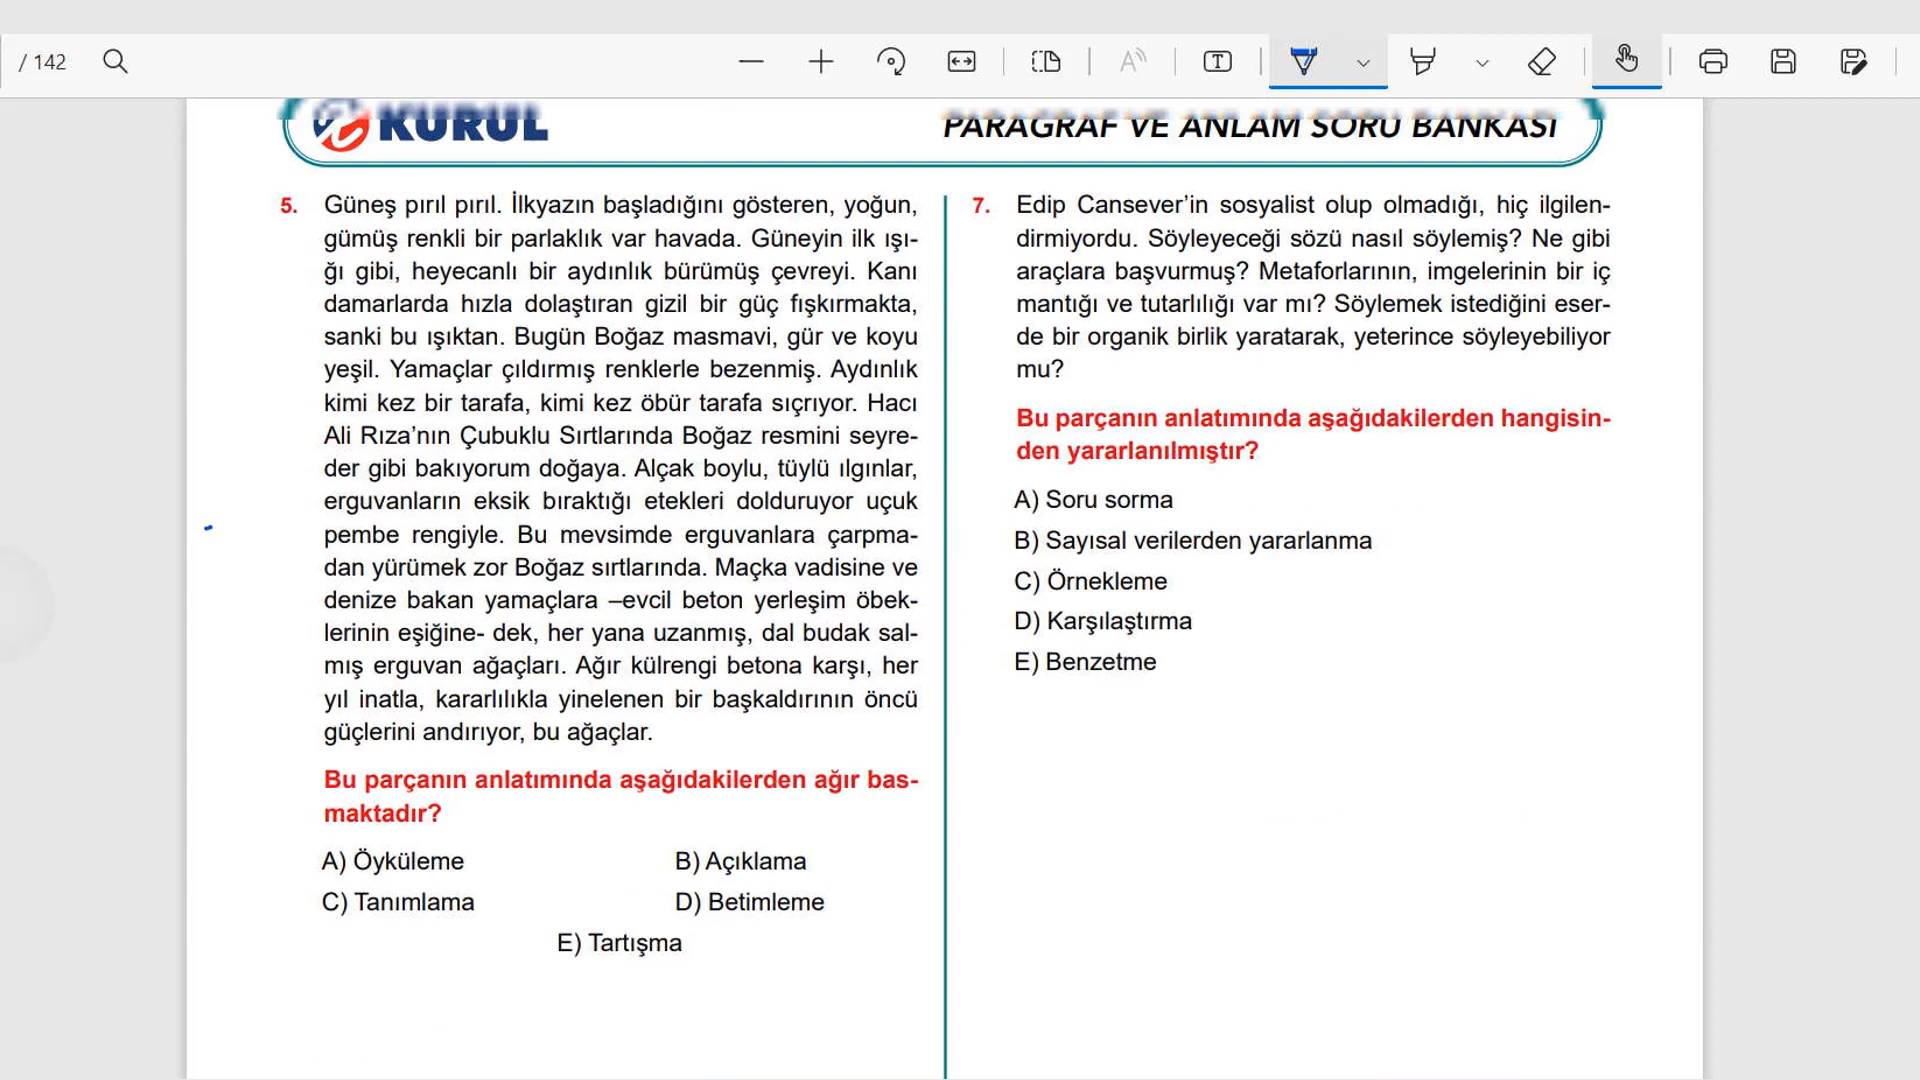 / 142
KURUL
PARAGRAF VE ANLAM SORU BANKASI
5. Güneş pırıl pırıl. İlkyazın başladığını gösteren, yoğun,
gümüş renkli bir parlaklık var havada. Güneyin ilk ışı-
ğı gibi, heyecanlı bir aydınlık bürümüş çevreyi. Kanı
damarlarda hızla dolaştıran gizil bir güç fışkırmakta,
sanki bu ışıktan. Bugün Boğaz masmavi, gür ve koyu
yeşil. Yamaçlar çıldırmış renklerle bezenmiş. Aydınlık
kimi kez bir tarafa, kimi kez öbür tarafa sıçrıyor. Hacı
Ali Rıza’nın Çubuklu Sırtlarında Boğaz resmini seyre-
der gibi bakıyorum doğaya. Alçak boylu, tüylü ılgınlar,
erguvanların eksik bıraktığı etekleri dolduruyor uçuk
pembe rengiyle. Bu mevsimde erguvanlara çarpma-
dan yürümek zor Boğaz sırtlarında. Maçka vadisine ve
denize bakan yamaçlara –evcil beton yerleşim öbek-
lerinin eşiğine- dek, her yana uzanmış, dal budak sal-
mış erguvan ağaçları. Ağır külrengi betona karşı, her
yıl inatla, kararlılıkla yinelenen bir başkaldırının öncü
güçlerini andırıyor, bu ağaçlar.
Bu parçanın anlatımında aşağıdakilerden ağır bas-
maktadır?
A) Öyküleme
B) Açıklama
C) Tanımlama
D) Betimleme
E) Tartışma
7. Edip Cansever’in sosyalist olup olmadığı, hiç ilgilen-
dirmiyordu. Söyleyeceği sözü nasıl söylemiş? Ne gibi
araçlara başvurmuş? Metaforlarının, imgelerinin bir iç
mantığı ve tutarlılığı var mı? Söylemek istediğini eser-
de bir organik birlik yaratarak, yeterince söyleyebiliyor
mu?
Bu parçanın anlatımında aşağıdakilerden hangisin-
den yararlanılmıştır?
A) Soru sorma
B) Sayısal verilerden yararlanma
C) Örnekleme
D) Karşılaştırma
E) Benzetme